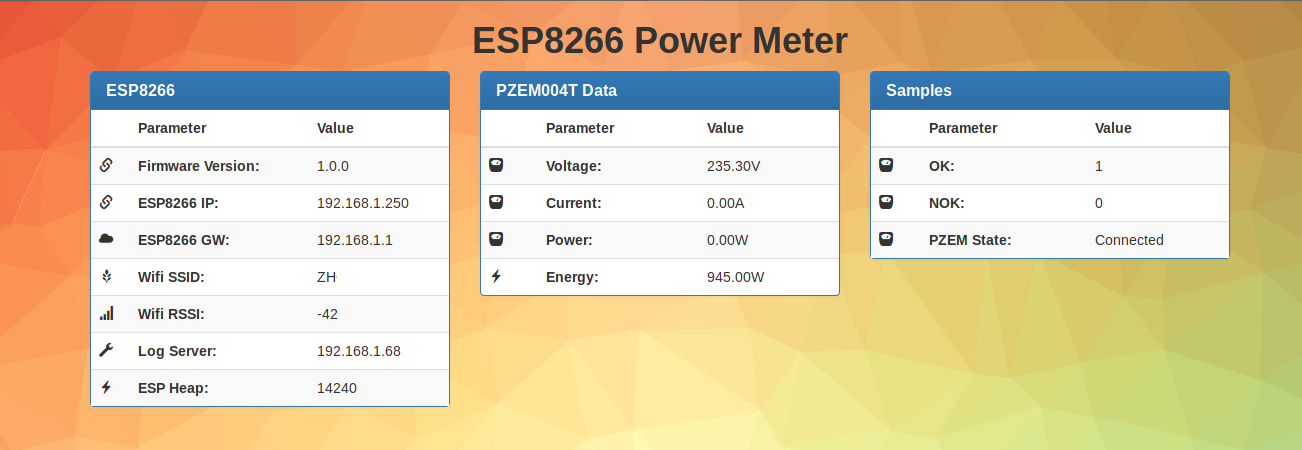 ESP8266 Power Meter
ESP8266
Parameter Value
Firmware Version: 1.0.0
ESP8266 IP: 192.168.1.250
ESP8266 GW: 192.168.1.1
Wifi SSID: ZH
Wifi RSSI: -42
Log Server: 192.168.1.68
ESP Heap: 14240
PZEM004T Data
Parameter Value
Voltage: 235.30V
Current: 0.00A
Power: 0.00W
Energy: 945.00W
Samples
Parameter Value
OK: 1
NOK: 0
PZEM State: Connected